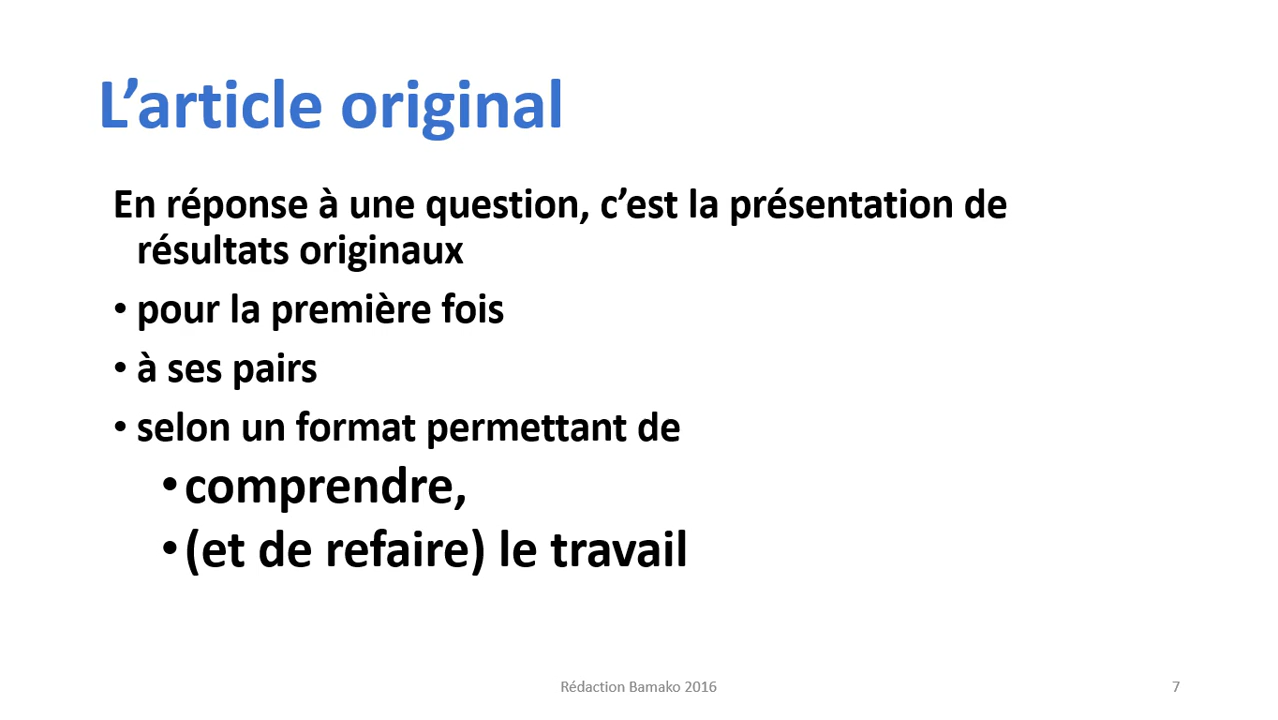 L’article original
En réponse à une question, c’est la présentation de
résultats originaux
• pour la première fois
• à ses pairs
• selon un format permettant de
• comprendre,
• (et de refaire) le travail
Rédaction Bamako 2016
7